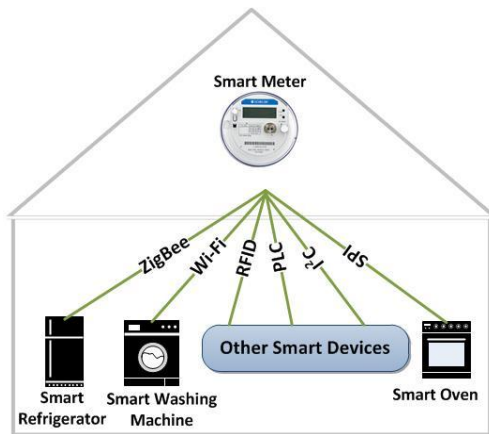 Smart Meter
ZigBee
Wi-Fi
RFID
PLC
I²C
SPI
Other Smart Devices
Smart
Refrigerator
Smart Washing
Machine
Smart Oven